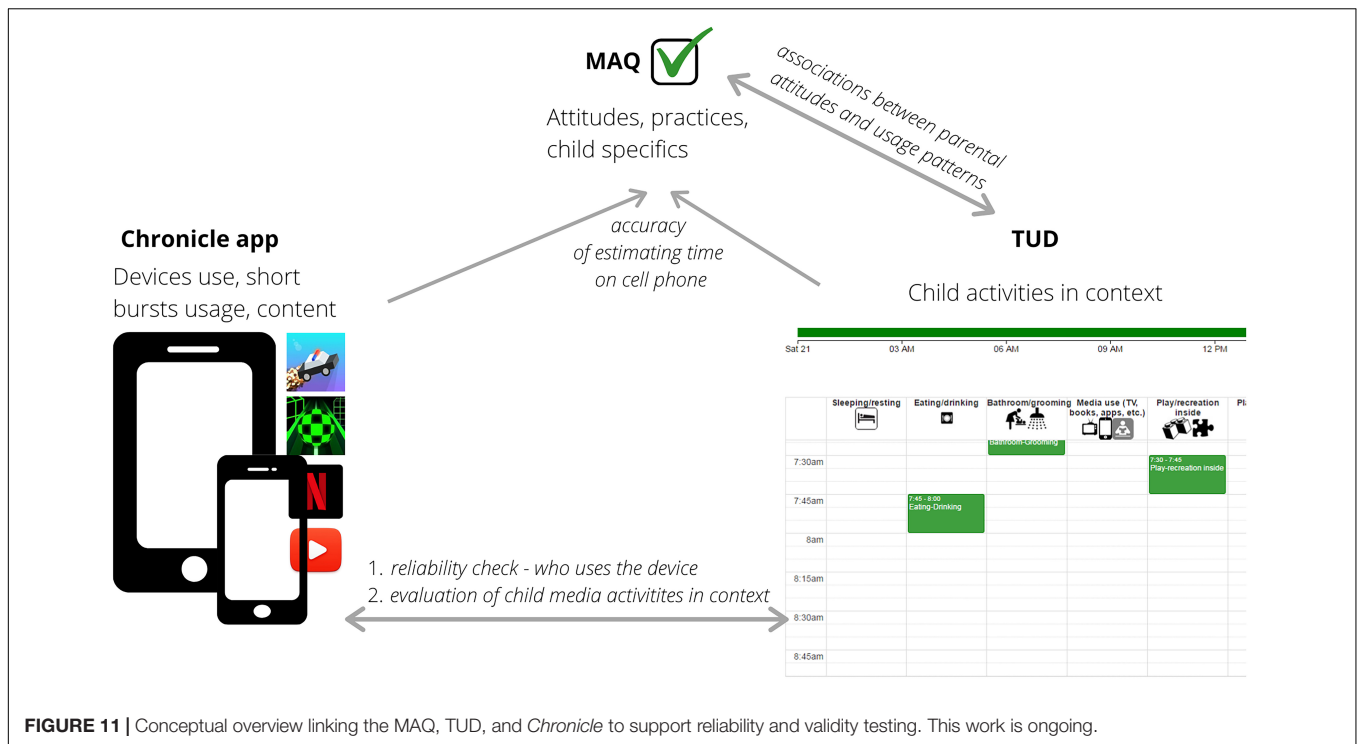 MAQ
Attitudes, practices,
child specifics
associations between parental
attitudes and usage patterns
accuracy
of estimating time
on cell phone
Chronicle app
Devices use, short
bursts usage, content
N
TUD
Child activities in context
Sat 21 03 AM 06 AM 09 AM 12 PM
Sleeping/resting
Eating/drinking
Bathroom/grooming
Media use (TV,
books, apps, etc.)
Play/recreation
inside
Bathroom-Grooming
7:30am
7:30 - 7:45
Play-recreation inside
7:45am
7:45 - 8:00
Eating-Drinking
8am
8:15am
8:30am
8:45am
1. reliability check - who uses the device
2. evaluation of child media activitites in context
FIGURE 11 | Conceptual overview linking the MAQ, TUD, and Chronicle to support reliability and validity testing. This work is ongoing.